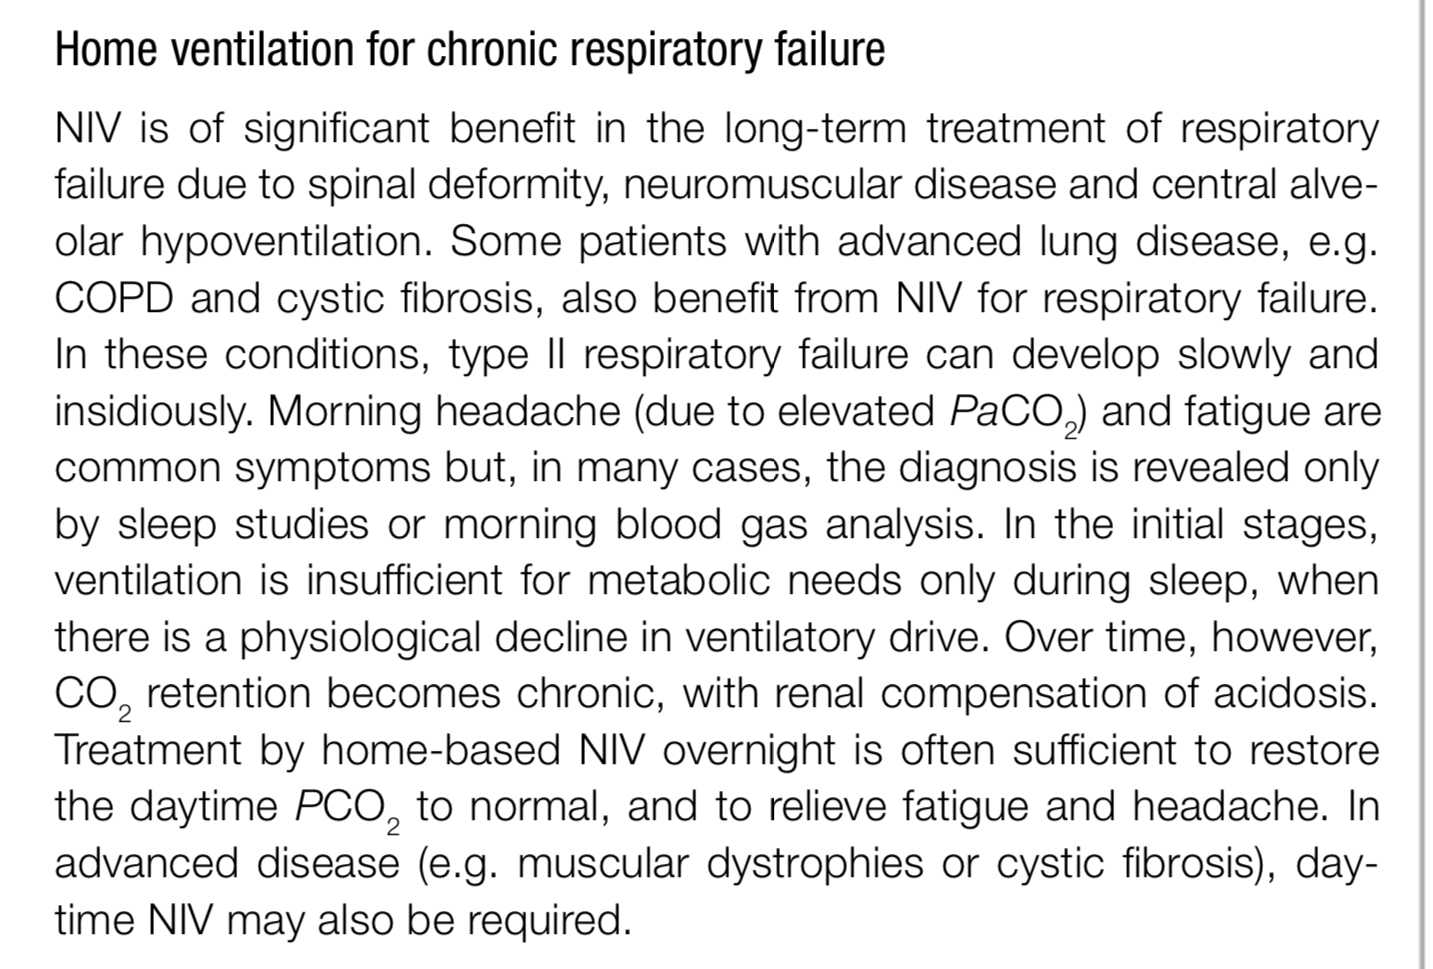 Home ventilation for chronic respiratory failure
NIV is of significant benefit in the long-term treatment of respiratory
failure due to spinal deformity, neuromuscular disease and central alve-
olar hypoventilation. Some patients with advanced lung disease, e.g.
COPD and cystic fibrosis, also benefit from NIV for respiratory failure.
In these conditions, type II respiratory failure can develop slowly and
insidiously. Morning headache (due to elevated PaCO₂) and fatigue are
common symptoms but, in many cases, the diagnosis is revealed only
by sleep studies or morning blood gas analysis. In the initial stages,
ventilation is insufficient for metabolic needs only during sleep, when
there is a physiological decline in ventilatory drive. Over time, however,
CO₂ retention becomes chronic, with renal compensation of acidosis.
Treatment by home-based NIV overnight is often sufficient to restore
the daytime PCO₂ to normal, and to relieve fatigue and headache. In
advanced disease (e.g. muscular dystrophies or cystic fibrosis), day-
time NIV may also be required.